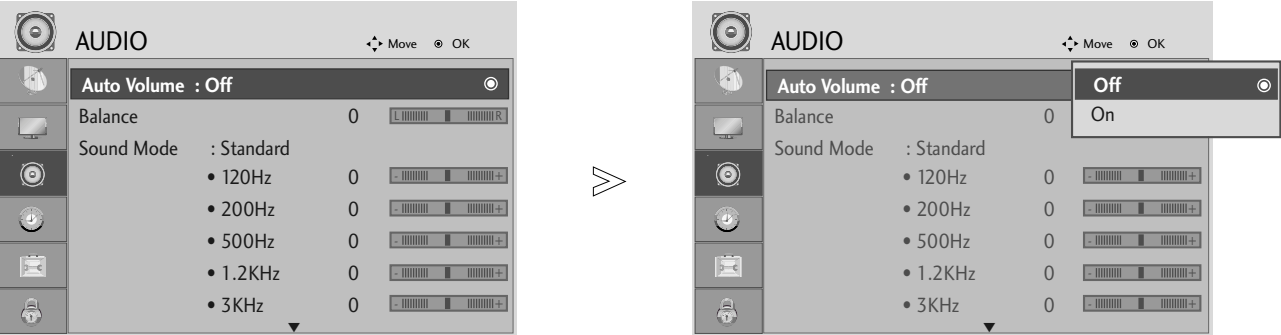 AUDIO
Move OK
Auto Volume : Off
Balance 0 L R
Sound Mode : Standard
• 120Hz 0 - +
• 200Hz 0 - +
• 500Hz 0 - +
• 1.2KHz 0 - +
• 3KHz 0 - +
AUDIO
Move OK
Auto Volume : Off
Off
On
Balance 0
Sound Mode : Standard
• 120Hz 0 - +
• 200Hz 0 - +
• 500Hz 0 - +
• 1.2KHz 0 - +
• 3KHz 0 - +